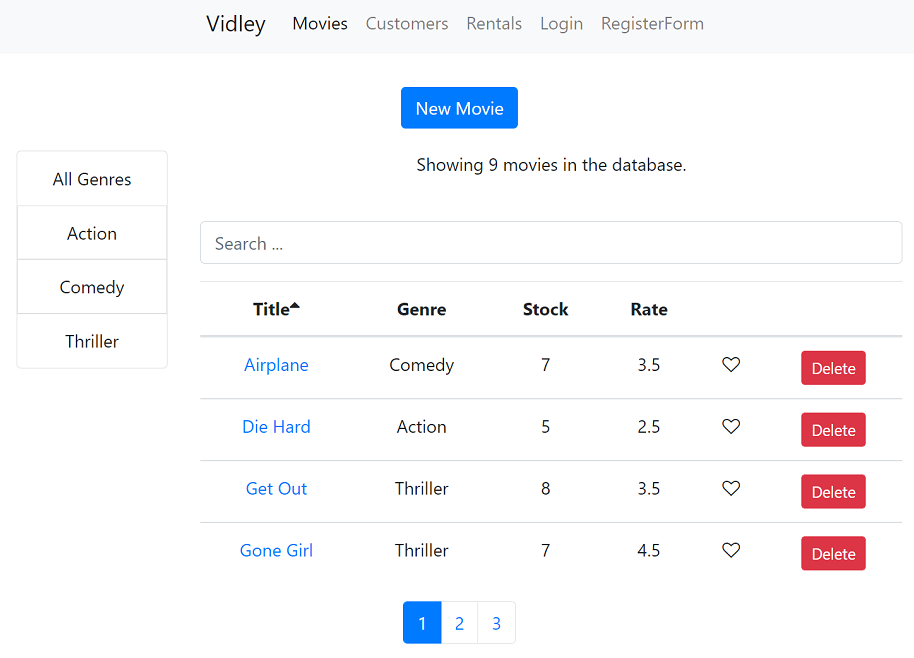 Vidley Movies Customers Rentals Login RegisterForm
New Movie
Showing 9 movies in the database.
All Genres
Action
Comedy
Thriller
Search ...
Title Genre Stock Rate
Airplane Comedy 7 3.5 Delete
Die Hard Action 5 2.5 Delete
Get Out Thriller 8 3.5 Delete
Gone Girl Thriller 7 4.5 Delete
1 2 3